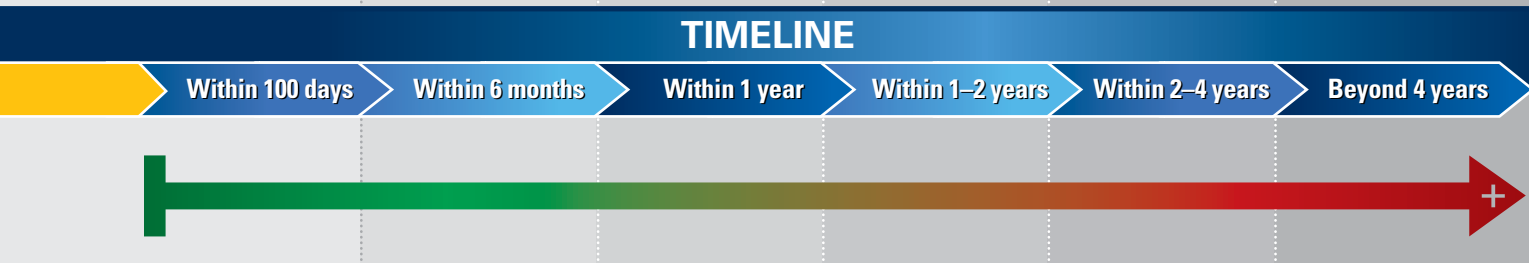 TIMELINE
Within 100 days
Within 6 months
Within 1 year
Within 1–2 years
Within 2–4 years
Beyond 4 years
+